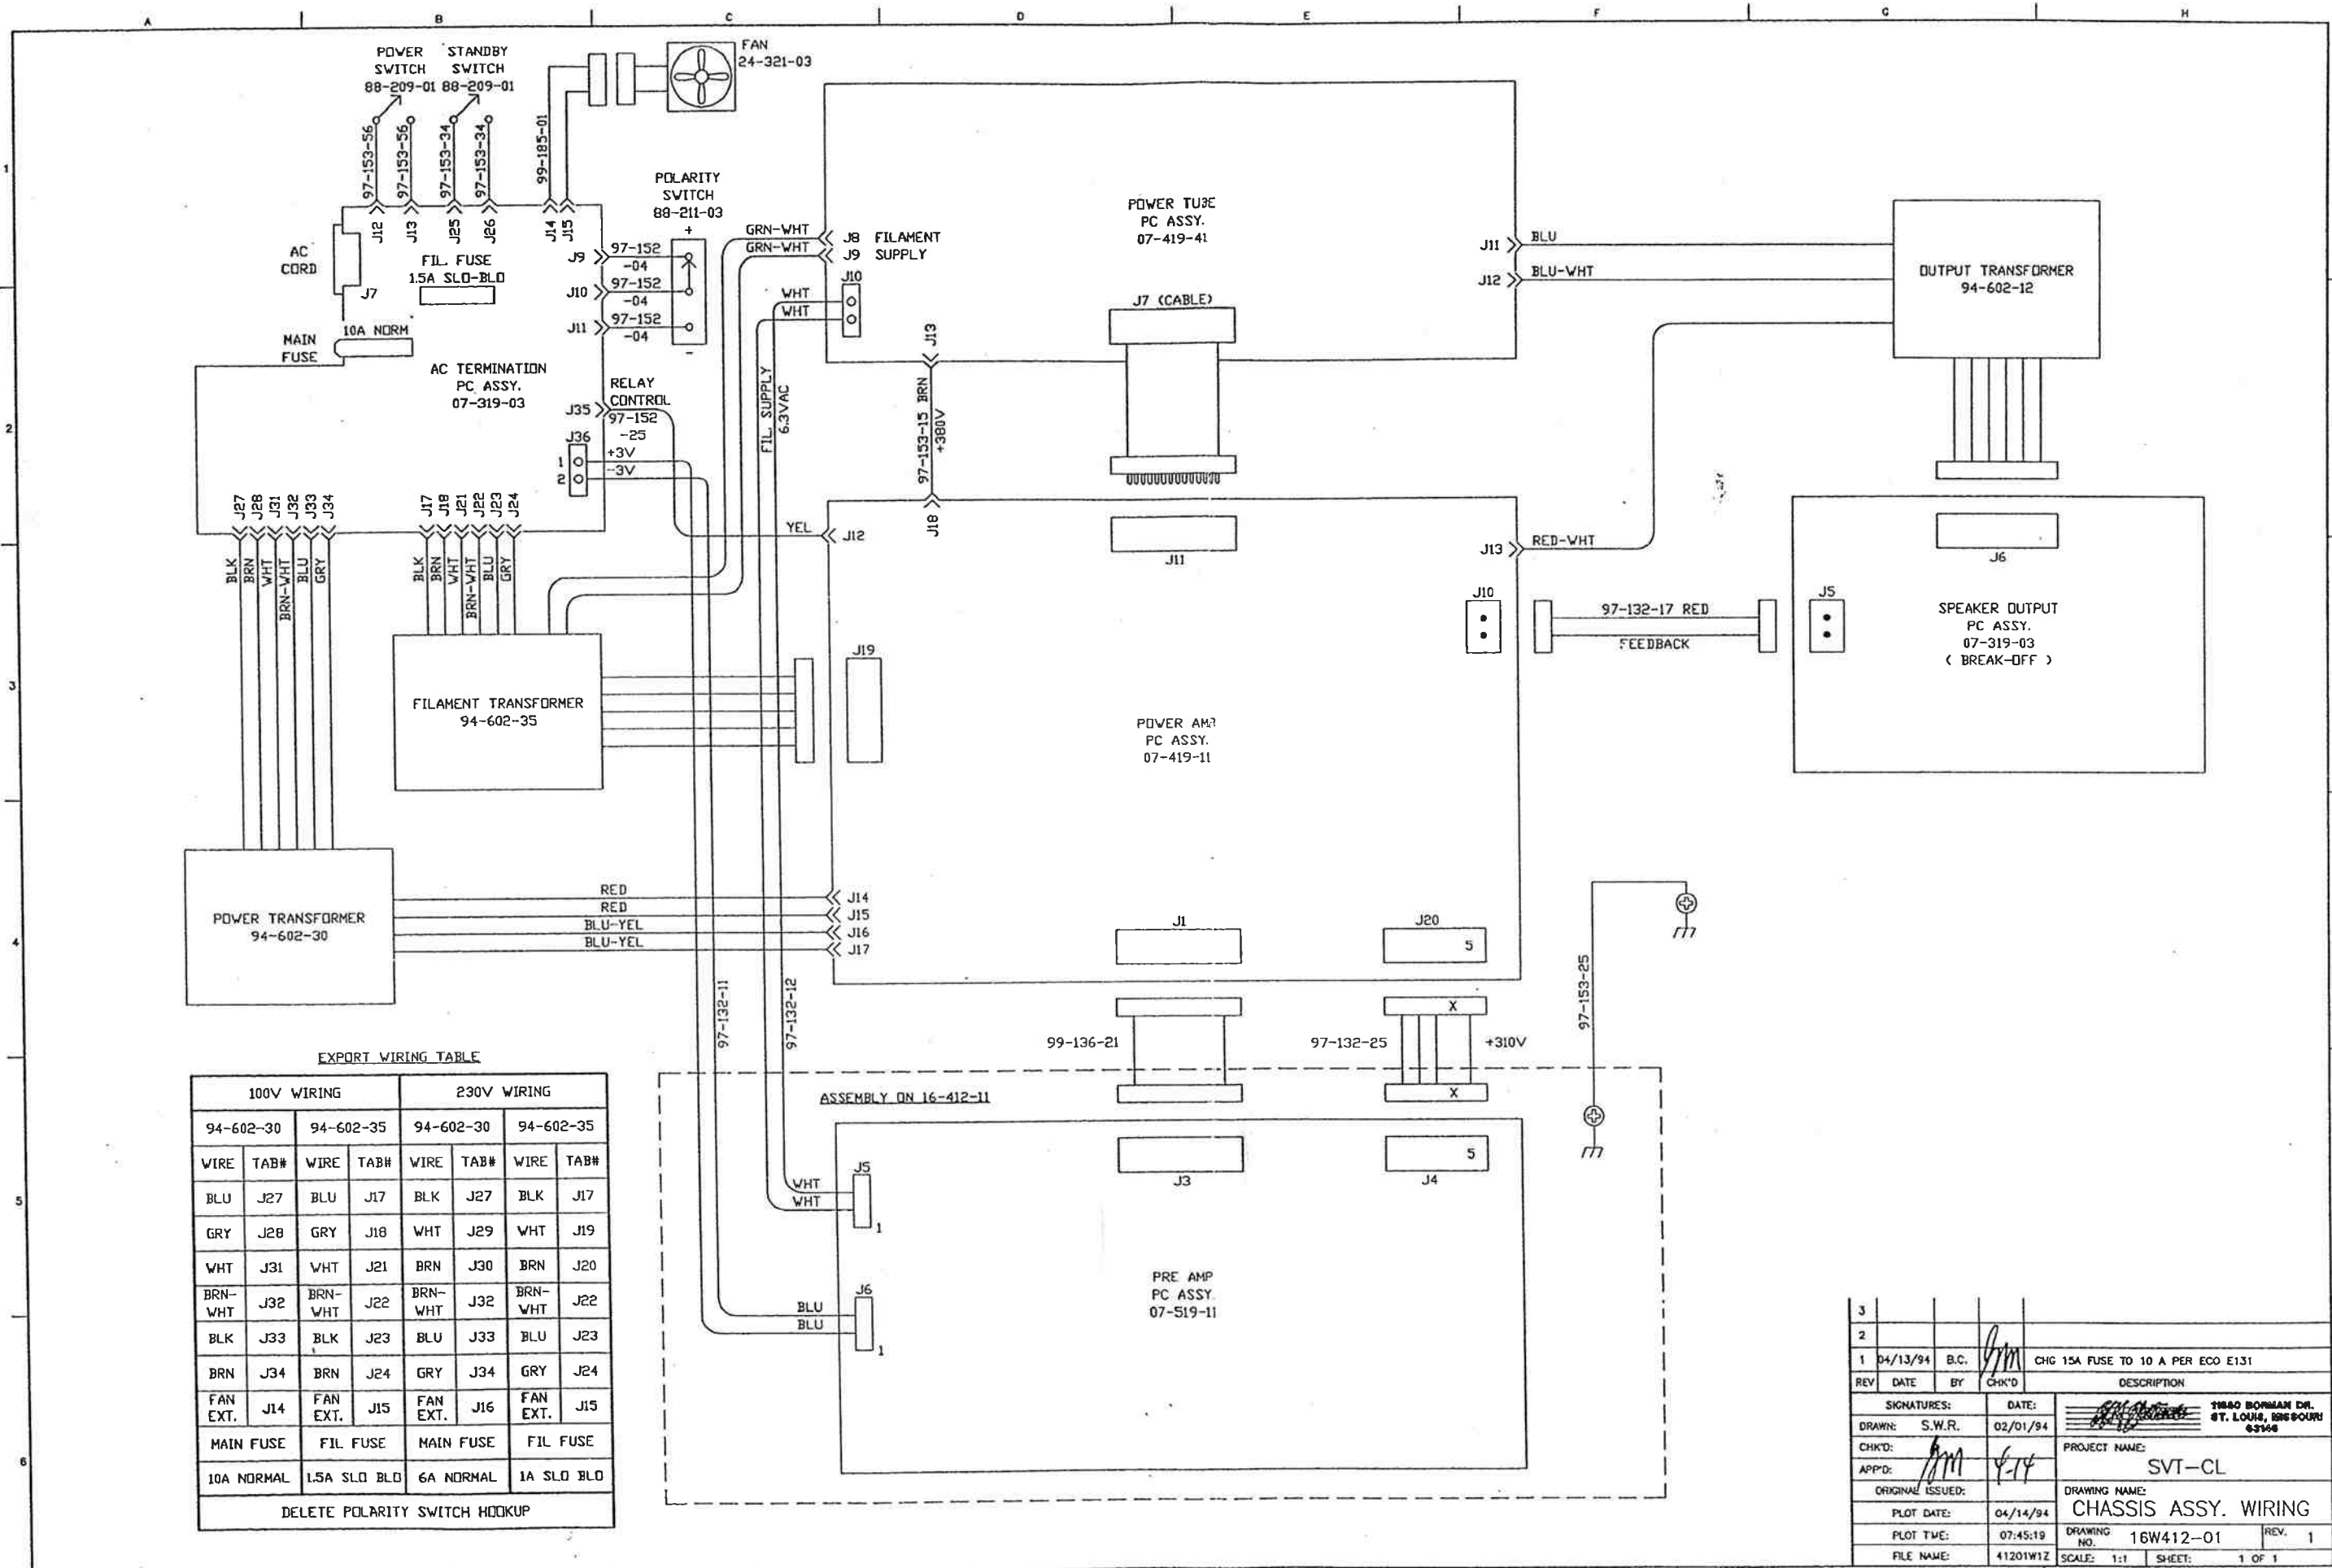 A B C D E F G H
1
2
3
4
5
6
POWER
SWITCH
88-209-01
STANDBY
SWITCH
88-209-01
FAN
24-321-03
97-153-56
97-153-56
97-153-34
97-153-34
99-185-01
J12
J13
J25
J26
J14
J15
AC
CORD
J7
FIL. FUSE
1.5A SLO-BLO
10A NORM
MAIN
FUSE
AC TERMINATION
PC ASSY.
07-319-03
POLARITY
SWITCH
88-211-03
+
-
J9
97-152
-04
J10
97-152
-04
J11
97-152
-04
RELAY
CONTROL
J35
97-152
-25
J36
1
2
+3V
-3V
J27
J28
J31
J32
J33
J34
J17
J18
J21
J22
J23
J24
BLK
BRN
WHT
BRN-WHT
BLU
GRY
BLK
BRN
WHT
BRN-WHT
BLU
GRY
FILAMENT TRANSFORMER
94-602-35
POWER TRANSFORMER
94-602-30
RED
RED
BLU-YEL
BLU-YEL
GRN-WHT
GRN-WHT
J8 FILAMENT
J9 SUPPLY
J10
WHT
WHT
FIL. SUPPLY
6.3VAC
POWER TUBE
PC ASSY.
07-419-41
J7 (CABLE)
J13
97-153-15 BRN
+380V
J18
J11
BLU
J12
BLU-WHT
OUTPUT TRANSFORMER
94-602-12
YEL
J12
J11
J13
RED-WHT
J10
97-132-17 RED
FEEDBACK
J5
J6
SPEAKER OUTPUT
PC ASSY.
07-319-03
( BREAK-OFF )
J19
POWER AMP
PC ASSY.
07-419-11
J14
J15
J16
J17
J1
J20
5
97-132-11
97-132-12
99-136-21
97-132-25
X
X
+310V
97-153-25
ASSEMBLY ON 16-412-11
J3
5
J4
J5
WHT
WHT
1
J6
BLU
BLU
1
PRE AMP
PC ASSY.
07-519-11
EXPORT WIRING TABLE
100V WIRING 230V WIRING
94-602-30 94-602-35 94-602-30 94-602-35
WIRE TAB# WIRE TAB# WIRE TAB# WIRE TAB#
BLU J27 BLU J17 BLK J27 BLK J17
GRY J28 GRY J18 WHT J29 WHT J19
WHT J31 WHT J21 BRN J30 BRN J20
BRN-WHT J32 BRN-WHT J22 BRN-WHT J32 BRN-WHT J22
BLK J33 BLK J23 BLU J33 BLU J23
BRN J34 BRN J24 GRY J34 GRY J24
FAN EXT. J14 FAN EXT. J15 FAN EXT. J16 FAN EXT. J15
MAIN FUSE FIL FUSE MAIN FUSE FIL FUSE
10A NORMAL 1.5A SLO BLO 6A NORMAL 1A SLO BLO
DELETE POLARITY SWITCH HOOKUP
3
2
1 04/13/94 B.C. CHG 15A FUSE TO 10 A PER ECO E131
REV DATE BY CHK'D DESCRIPTION
SIGNATURES: DATE:
11880 BORMAN DR.
ST. LOUIS, MISSOURI
63146
DRAWN: S.W.R. 02/01/94
CHK'D:
APP'D: 4-14
PROJECT NAME:
SVT-CL
ORIGINAL ISSUED:
DRAWING NAME:
CHASSIS ASSY. WIRING
PLOT DATE: 04/14/94
PLOT TIME: 07:45:19
DRAWING NO. 16W412-01 REV. 1
FILE NAME: 41201W1Z
SCALE: 1:1 SHEET: 1 OF 1